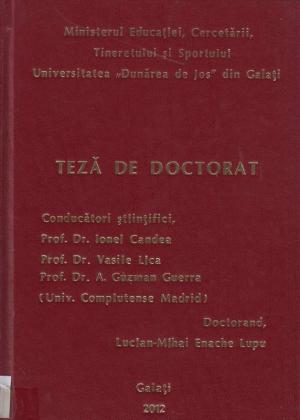 Ministerul Educaţiei, Cercetării,
Tineretului şi Sportului
Universitatea „Dunărea de Jos" din Galaţi
TEZĂ DE DOCTORAT
Conducători ştiinţifici,
Prof. Dr. Ionel Candea
Prof. Dr. Vasile Lica
Prof. Dr. A. Guzman Guerra
(Univ. Complutense Madrid)
Doctorand,
Lucian-Mihai Enache Lupu
Galaţi
2012